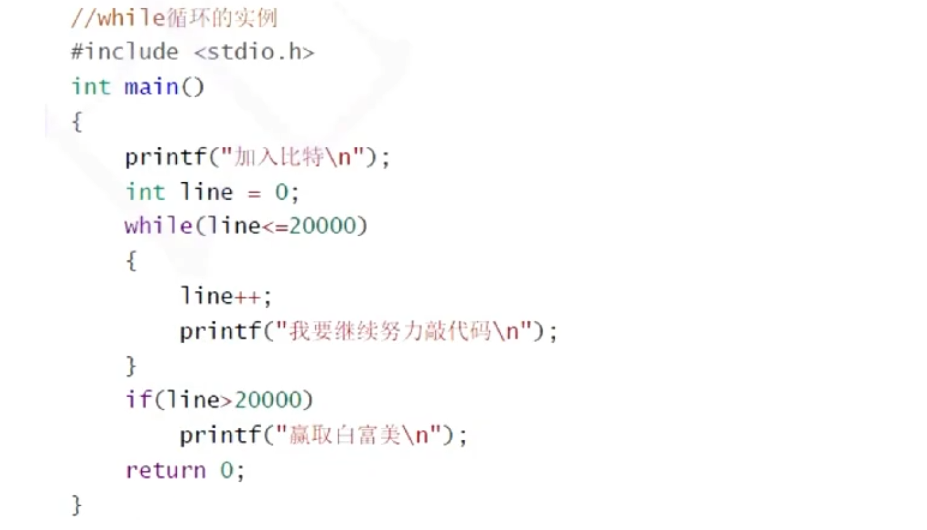 //while循环的实例
#include <stdio.h>
int main()
{
    printf("加入比特\n");
    int line = 0;
    while(line<=20000)
    {
        line++;
        printf("我要继续努力敲代码\n");
    }
    if(line>20000)
        printf("赢取白富美\n");
    return 0;
}